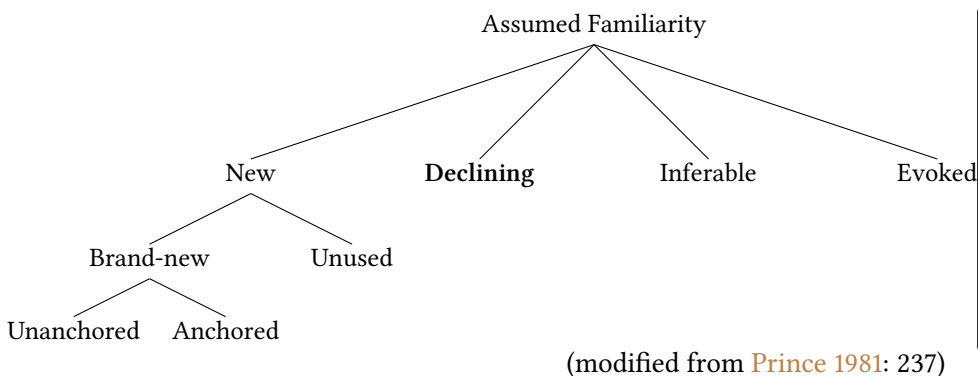 Assumed Familiarity
New Declining Inferable Evoked
Brand-new Unused
Unanchored Anchored
(modified from Prince 1981: 237)